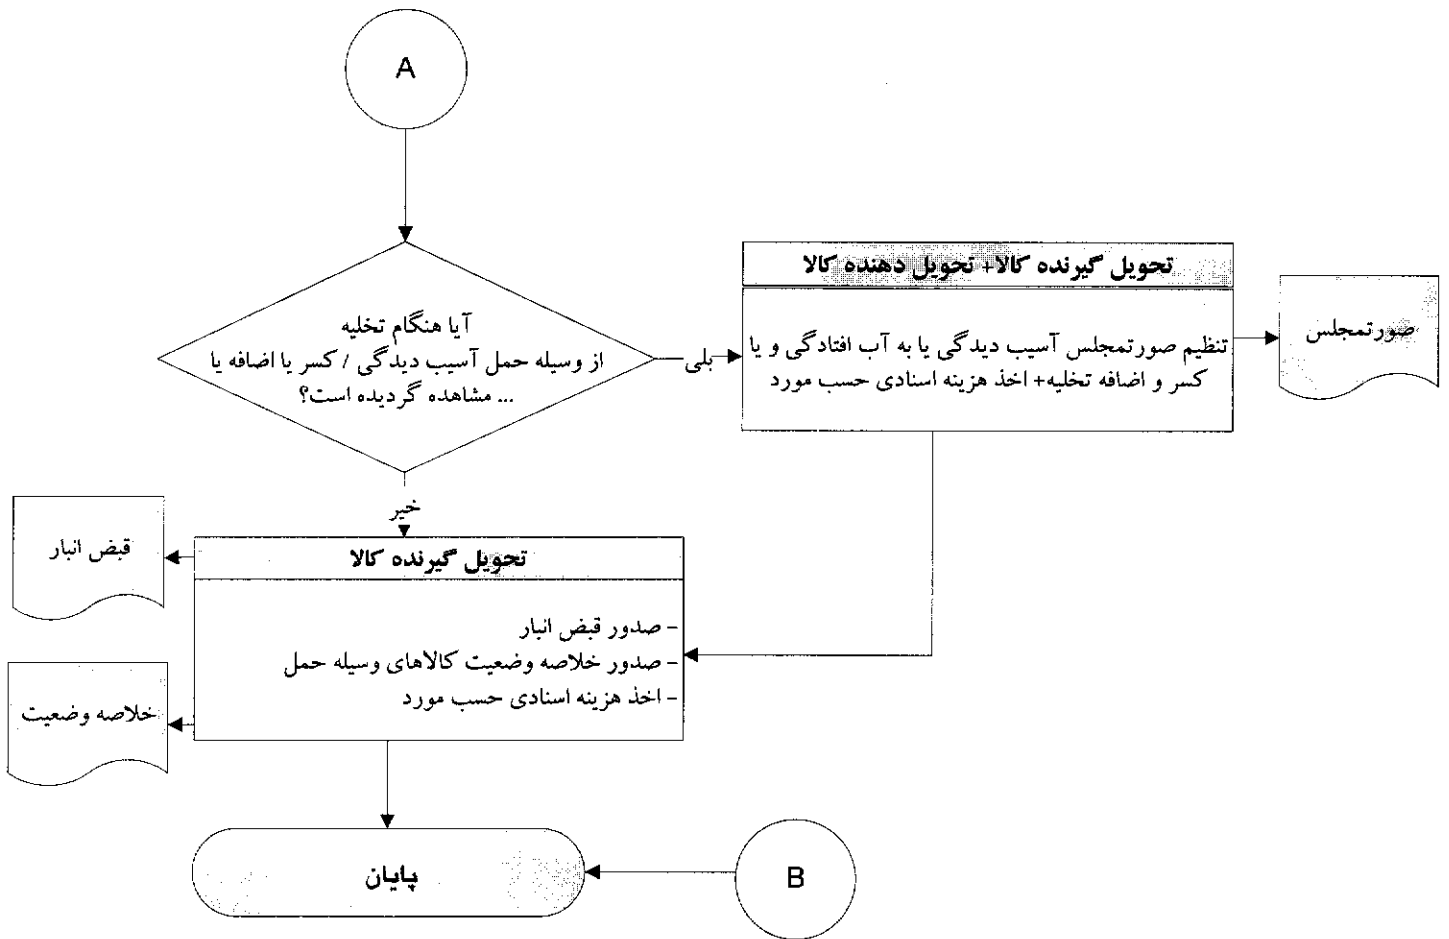 A
آیا هنگام تخلیه
از وسیله حمل آسیب دیدگی / کسر یا اضافه یا
... مشاهده گردیده است؟
بلی
تحویل گیرنده کالا+ تحویل دهنده کالا
تنظیم صورتمجلس آسیب دیدگی یا به آب افتادگی و یا
کسر و اضافه تخلیه+ اخذ هزینه اسنادی حسب مورد
صورتمجلس
خیر
تحویل گیرنده کالا
- صدور قبض انبار
- صدور خلاصه وضعیت کالاهای وسیله حمل
- اخذ هزینه اسنادی حسب مورد
قبض انبار
خلاصه وضعیت
پایان
B